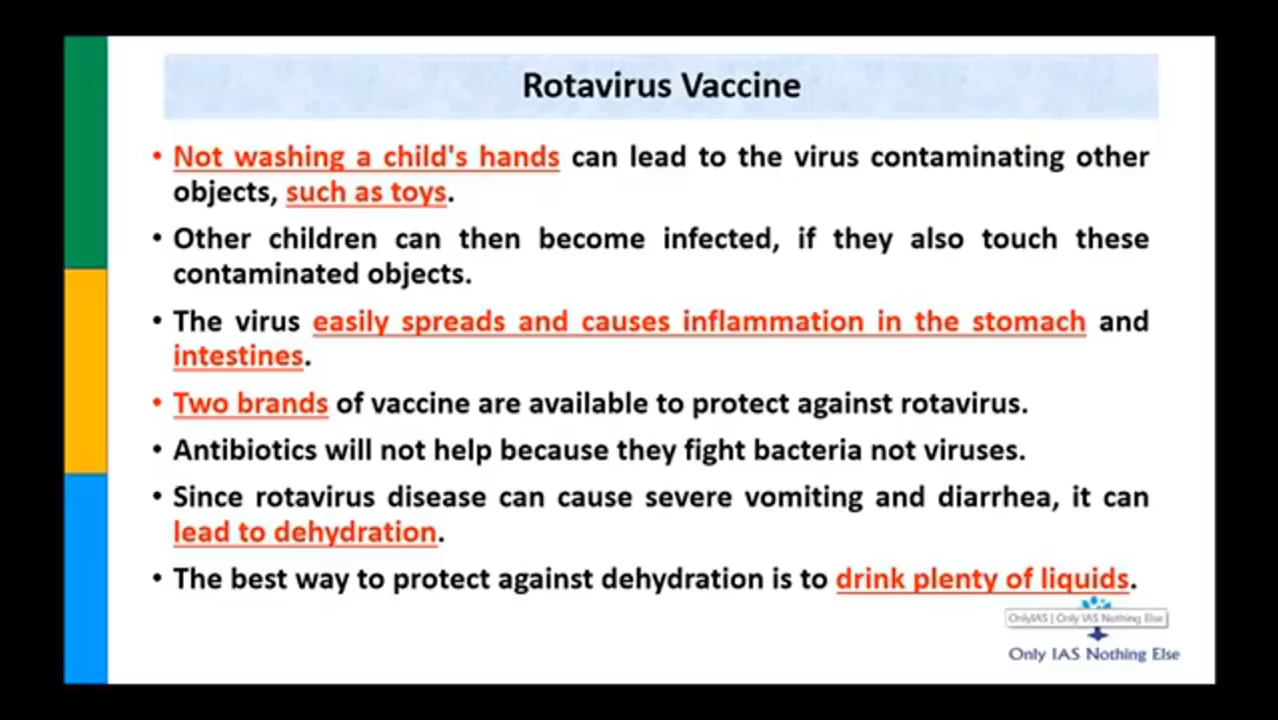 Rotavirus Vaccine
• Not washing a child's hands can lead to the virus contaminating other
objects, such as toys.
• Other children can then become infected, if they also touch these
contaminated objects.
• The virus easily spreads and causes inflammation in the stomach and
intestines.
• Two brands of vaccine are available to protect against rotavirus.
• Antibiotics will not help because they fight bacteria not viruses.
• Since rotavirus disease can cause severe vomiting and diarrhea, it can
lead to dehydration.
• The best way to protect against dehydration is to drink plenty of liquids.
OnlyIAS | Only IAS Nothing Else
Only IAS Nothing Else